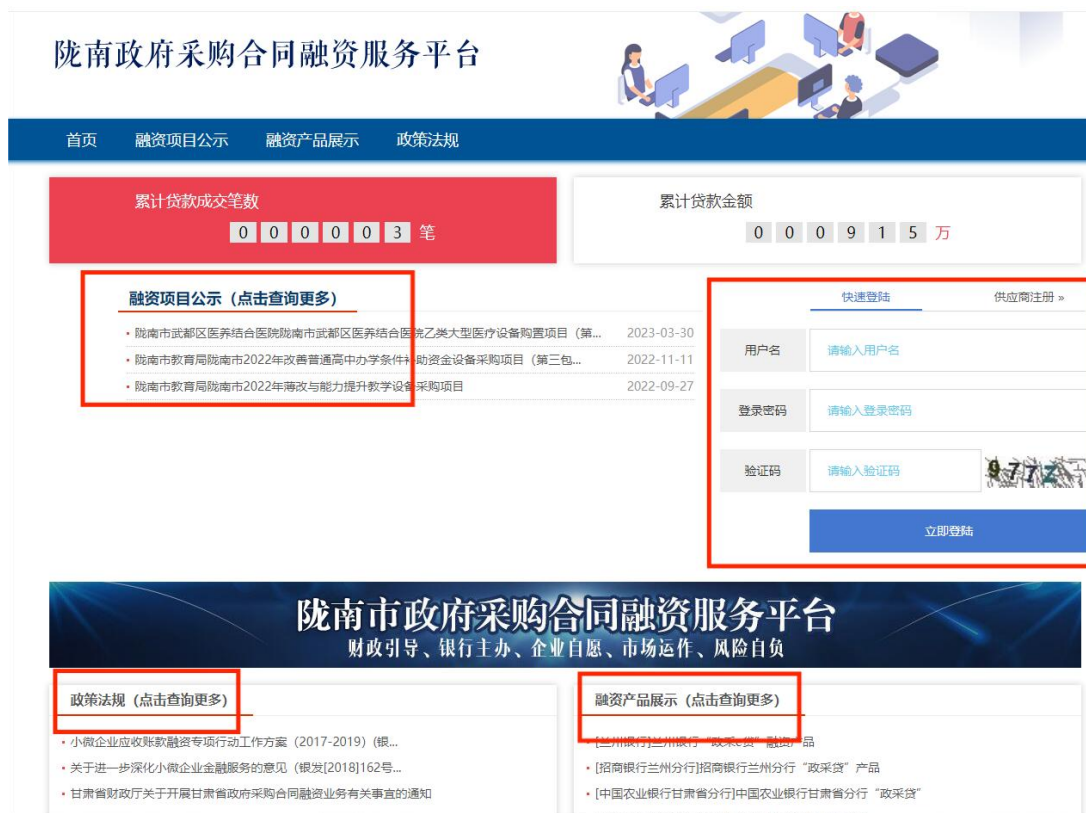 陇南政府采购合同融资服务平台
首页 融资项目公示 融资产品展示 政策法规
累计贷款成交笔数
0 0 0 0 0 3 笔
累计贷款金额
0 0 0 9 1 5 万
融资项目公示（点击查询更多）
• 陇南市武都区医养结合医院陇南市武都区医养结合医院乙类大型医疗设备购置项目（第... 2023-03-30
• 陇南市教育局陇南市2022年改善普通高中办学条件补助资金设备采购项目（第三包... 2022-11-11
• 陇南市教育局陇南市2022年薄改与能力提升教学设备采购项目 2022-09-27
快速登陆 供应商注册 »
用户名 请输入用户名
登录密码 请输入登录密码
验证码 请输入验证码 977Z
立即登陆
陇南市政府采购合同融资服务平台
财政引导、银行主办、企业自愿、市场运作、风险自负
政策法规（点击查询更多）
• 小微企业应收账款融资专项行动工作方案（2017-2019）(银...
• 关于进一步深化小微企业金融服务的意见（银发[2018]162号...
• 甘肃省财政厅关于开展甘肃省政府采购合同融资业务有关事宜的通知
融资产品展示（点击查询更多）
• [兰州银行]兰州银行“政采e贷”融资产品
• [招商银行兰州分行]招商银行兰州分行“政采贷”产品
• [中国农业银行甘肃省分行]中国农业银行甘肃省分行“政采贷”